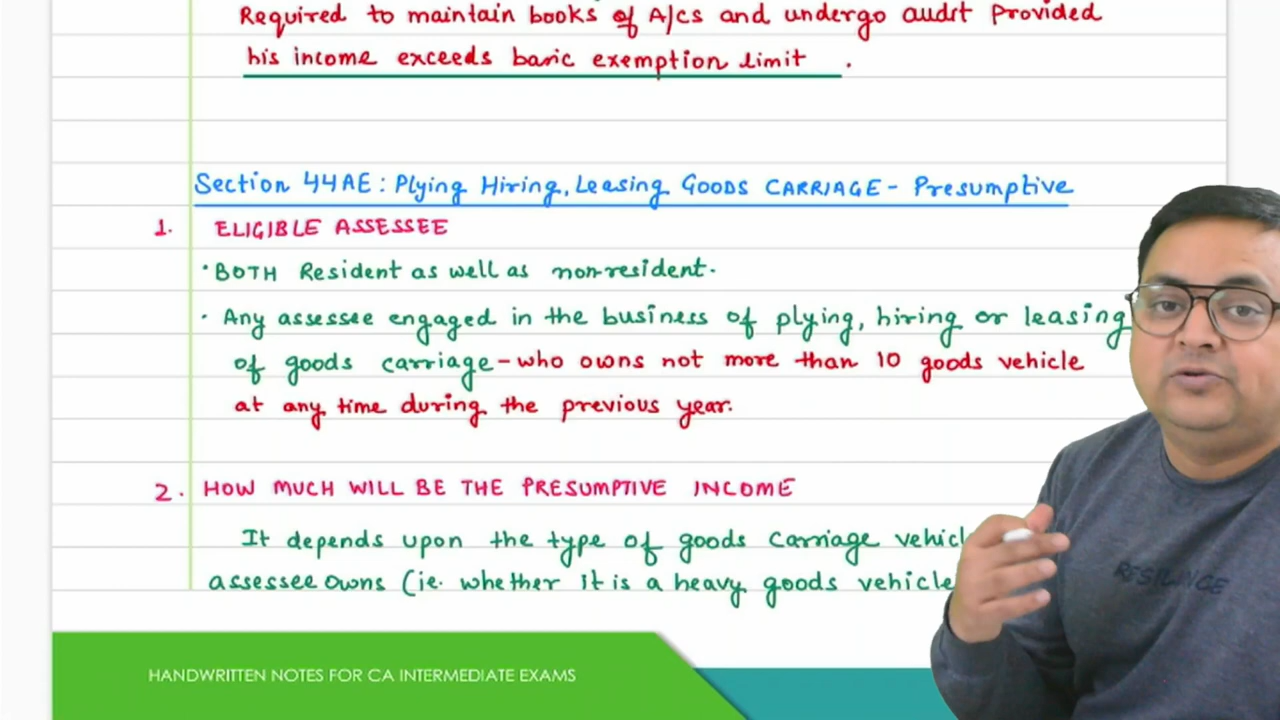 Required to maintain books of A/cs and undergo audit provided
his income exceeds basic exemption limit.
Section 44AE: Plying Hiring, Leasing GOODS CARRIAGE - Presumptive
1. ELIGIBLE ASSESSEE
• BOTH Resident as well as non-resident.
• Any assessee engaged in the business of plying, hiring or leasing
of goods carriage - who owns not more than 10 goods vehicle
at any time during the previous year.
2. HOW MUCH WILL BE THE PRESUMPTIVE INCOME
It depends upon the type of goods carriage
assessee owns (ie. whether it is a heavy goods vehicle
RESILIENCE
HANDWRITTEN NOTES FOR CA INTERMEDIATE EXAMS